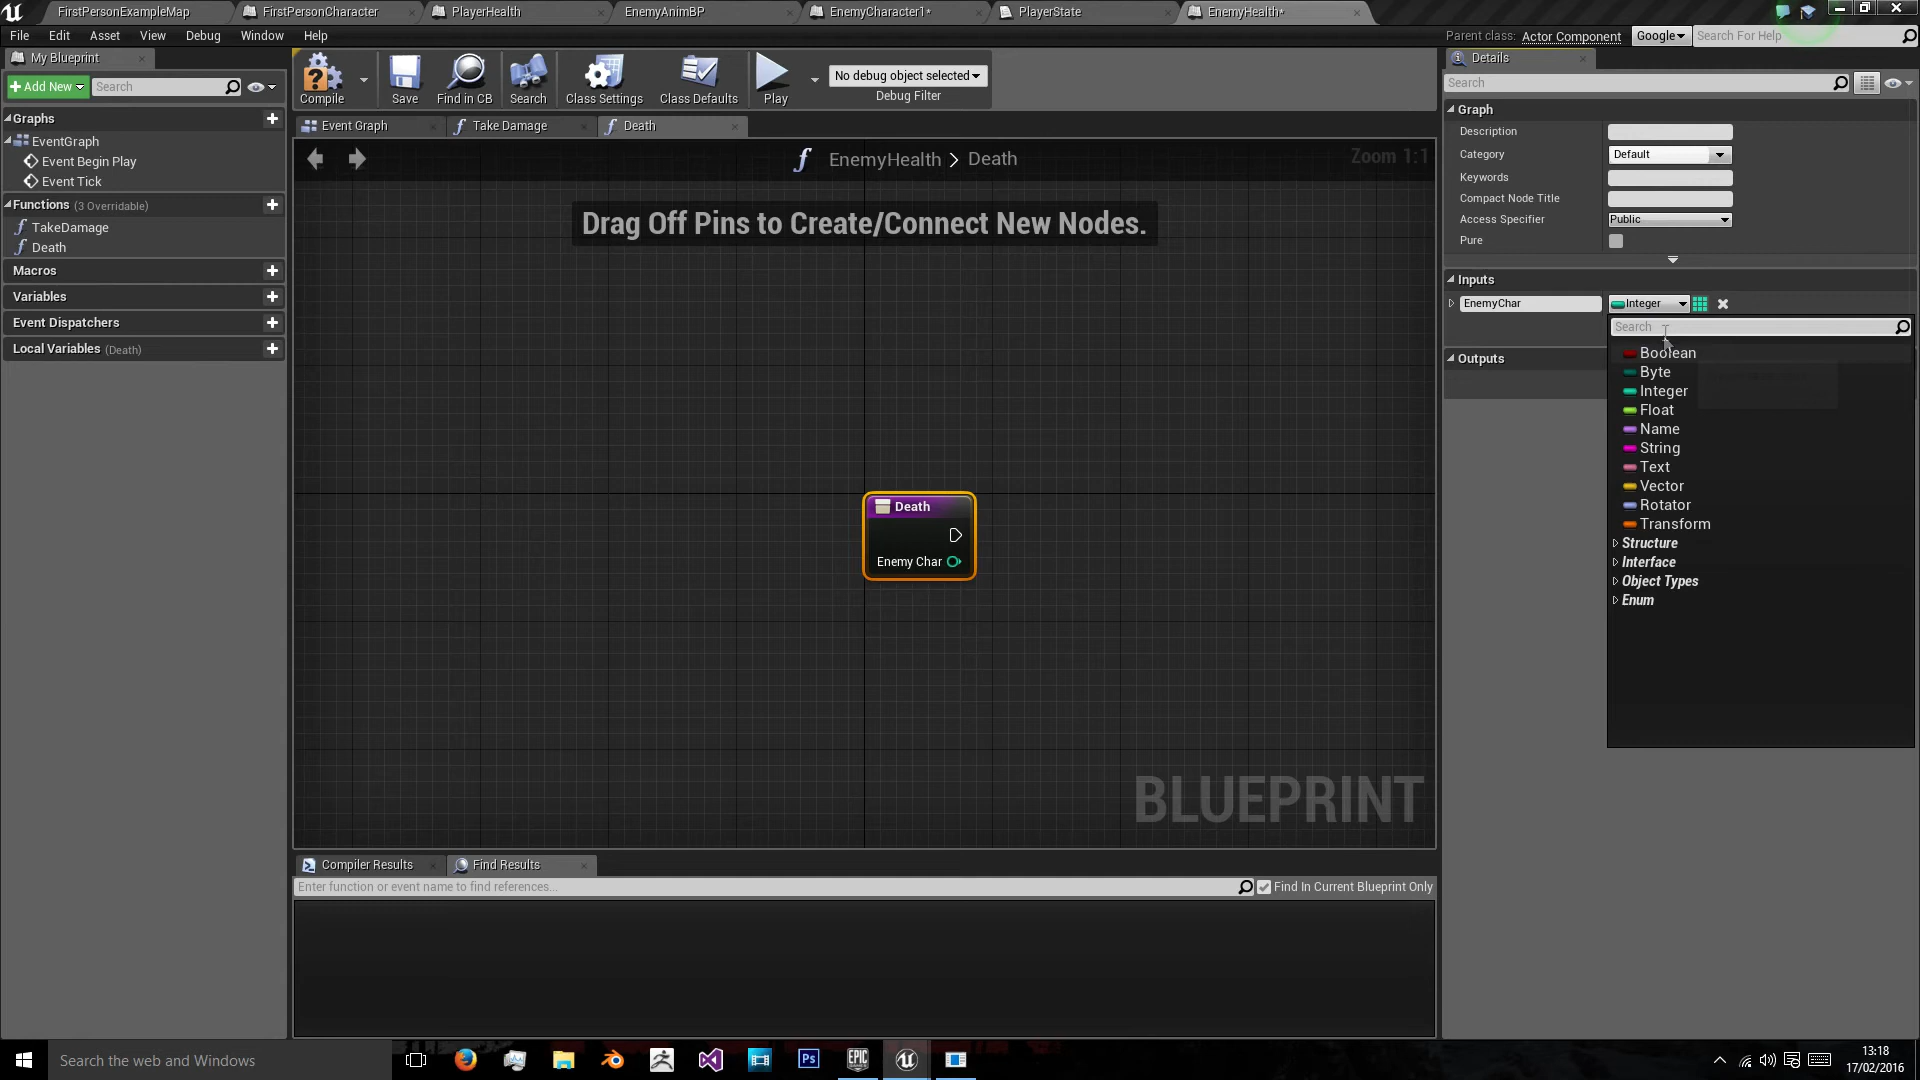 FirstPersonExampleMap
FirstPersonCharacter
PlayerHealth
EnemyAnimBP
EnemyCharacter1*
PlayerState
EnemyHealth*
File Edit Asset View Debug Window Help
Parent class: Actor Component Google Search For Help
My Blueprint
Add New Search
Graphs
EventGraph
Event Begin Play
Event Tick
Functions (3 Overridable)
TakeDamage
Death
Macros
Variables
Event Dispatchers
Local Variables (Death)
Compile Save Find in CB Search Class Settings Class Defaults Play
No debug object selected
Debug Filter
Event Graph Take Damage Death
EnemyHealth > Death
Zoom 1:1
Drag Off Pins to Create/Connect New Nodes.
Death
Enemy Char
BLUEPRINT
Compiler Results Find Results
Enter function or event name to find references...
Find In Current Blueprint Only
Details
Search
Graph
Description
Category Default
Keywords
Compact Node Title
Access Specifier Public
Pure
Inputs
EnemyChar Integer
Search
Boolean
Byte
Integer
Float
Name
String
Text
Vector
Rotator
Transform
Structure
Interface
Object Types
Enum
Outputs
Search the web and Windows
Ps
EPIC
13:18
17/02/2016